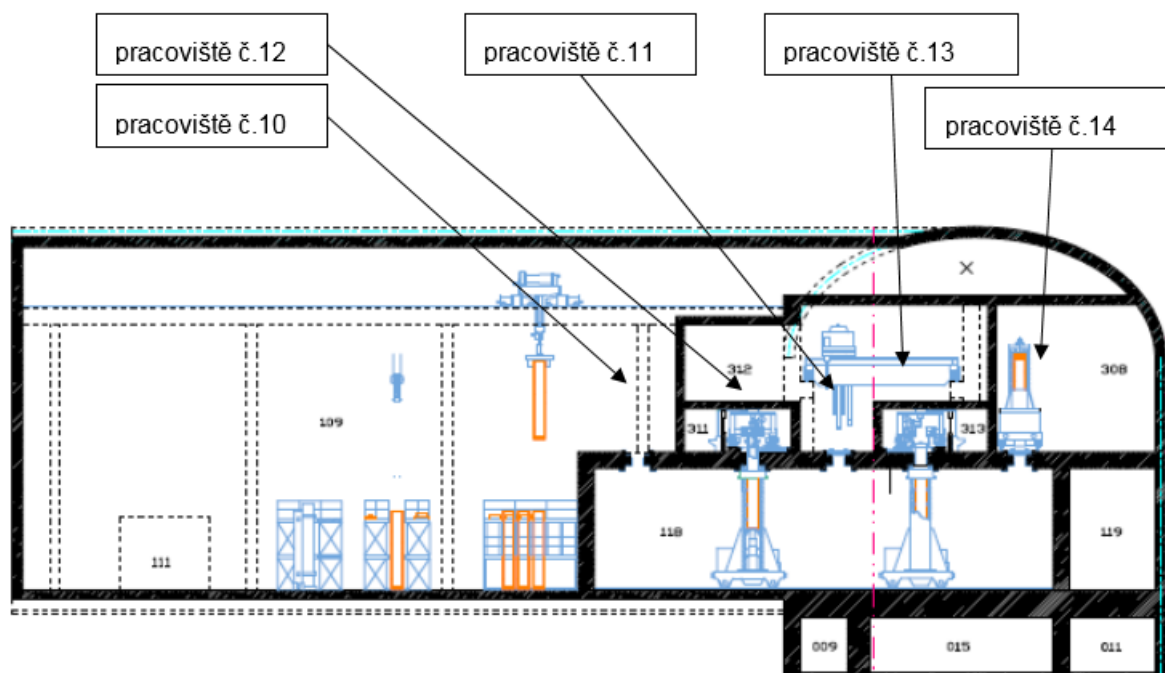 pracoviště č.12
pracoviště č.11
pracoviště č.13
pracoviště č.10
pracoviště č.14
312
308
109
311
313
118
119
111
009
015
011